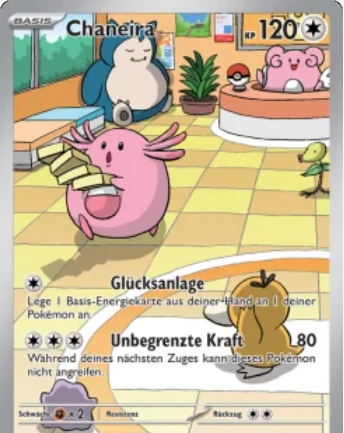 BASIS
Chaneira
KP 120
Glücksanlage
Lege 1 Basis-Energiekarte aus deiner Hand an 1 deiner
Pokémon an.
Unbegrenzte Kraft 80
Während deines nächsten Zuges kann dieses Pokémon
nicht angreifen.
Schwäche × 2 Resistenz Rückzug